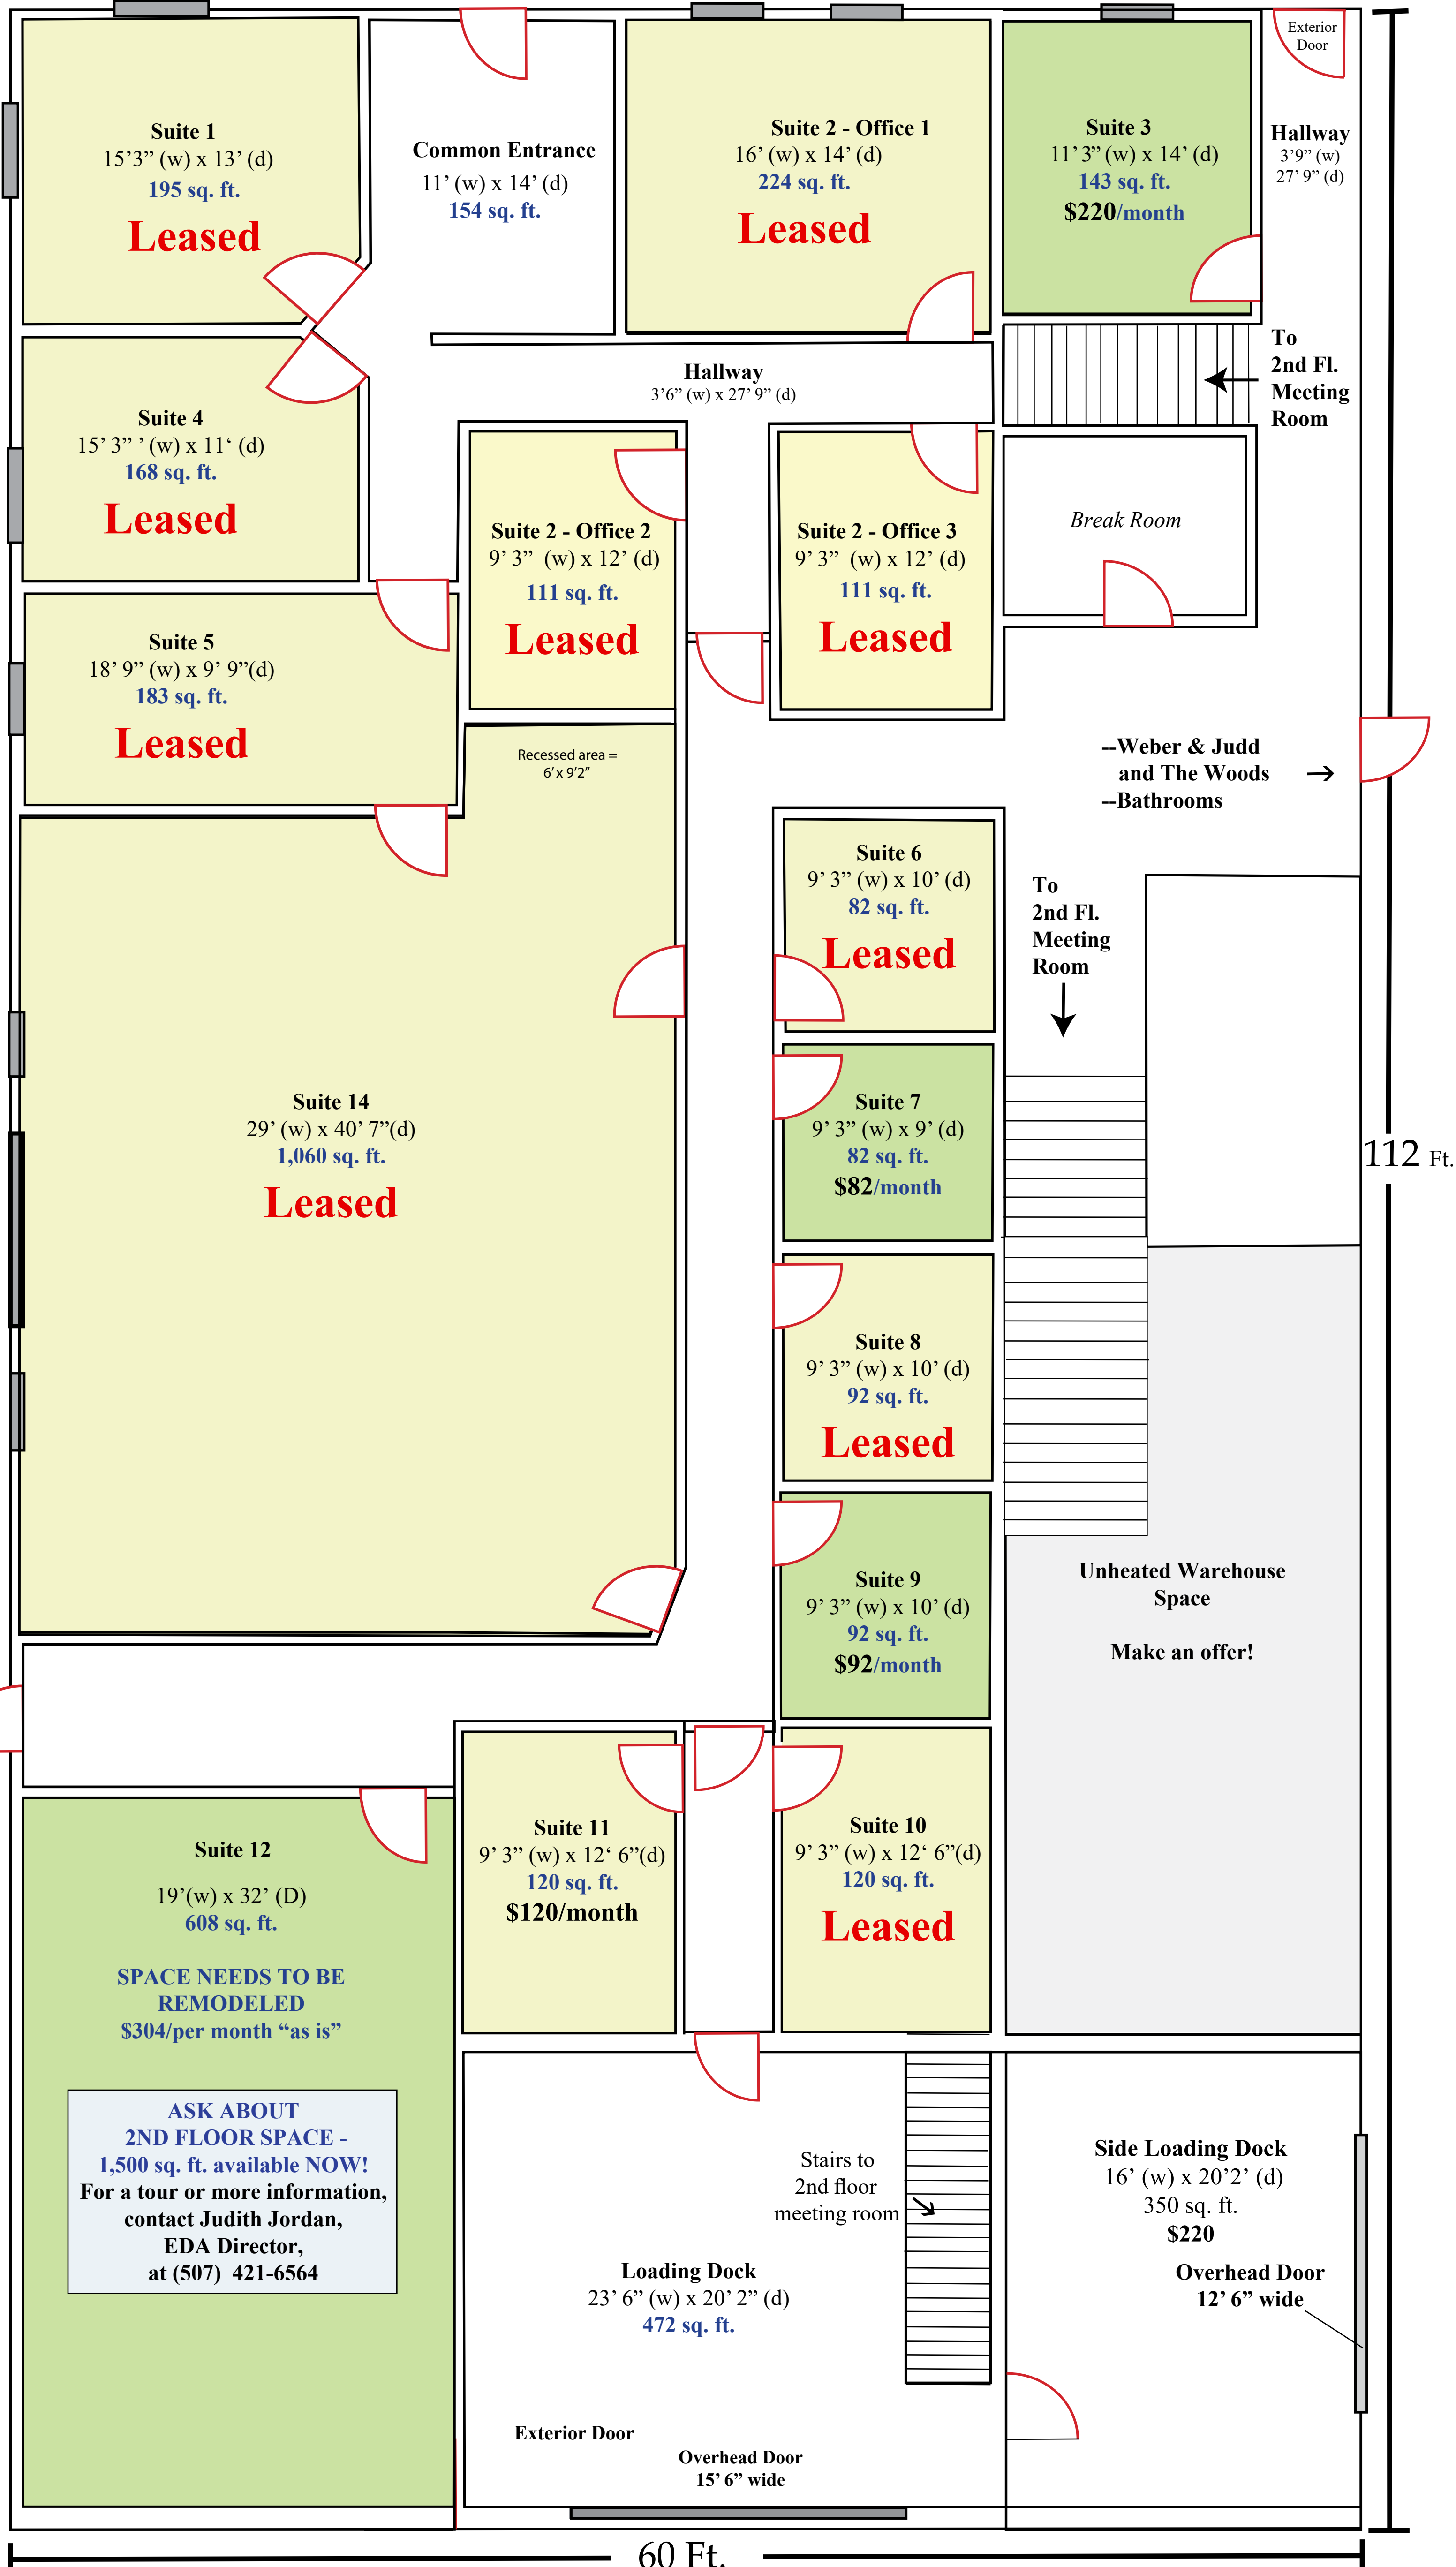 Suite 1
15’3” (w) x 13’ (d)
195 sq. ft.
Leased
Common Entrance
11’ (w) x 14’ (d)
154 sq. ft.
Suite 2 - Office 1
16’ (w) x 14’ (d)
224 sq. ft.
Leased
Suite 3
11’3” (w) x 14’ (d)
143 sq. ft.
$220/month
Exterior
Door
Hallway
3’9” (w)
27’ 9” (d)
To
2nd Fl.
Meeting
Room
Hallway
3’6” (w) x 27’ 9” (d)
Suite 4
15’ 3” ’ (w) x 11‘ (d)
168 sq. ft.
Leased
Suite 2 - Office 2
9’ 3” (w) x 12’ (d)
111 sq. ft.
Leased
Suite 2 - Office 3
9’ 3” (w) x 12’ (d)
111 sq. ft.
Leased
Break Room
Suite 5
18’ 9” (w) x 9’ 9”(d)
183 sq. ft.
Leased
Recessed area =
6’ x 9’2”
--Weber & Judd
and The Woods →
--Bathrooms
Suite 6
9’ 3” (w) x 10’ (d)
82 sq. ft.
Leased
To
2nd Fl.
Meeting
Room
Suite 14
29’ (w) x 40’ 7”(d)
1,060 sq. ft.
Leased
Suite 7
9’ 3” (w) x 9’ (d)
82 sq. ft.
$82/month
112 Ft.
Suite 8
9’ 3” (w) x 10’ (d)
92 sq. ft.
Leased
Suite 9
9’ 3” (w) x 10’ (d)
92 sq. ft.
$92/month
Unheated Warehouse
Space
Make an offer!
Suite 12
19’(w) x 32’ (D)
608 sq. ft.
SPACE NEEDS TO BE
REMODELED
$304/per month “as is”
ASK ABOUT
2ND FLOOR SPACE -
1,500 sq. ft. available NOW!
For a tour or more information,
contact Judith Jordan,
EDA Director,
at (507) 421-6564
Suite 11
9’ 3” (w) x 12‘ 6”(d)
120 sq. ft.
$120/month
Suite 10
9’ 3” (w) x 12‘ 6”(d)
120 sq. ft.
Leased
Stairs to
2nd floor
meeting room
Loading Dock
23’ 6” (w) x 20’ 2” (d)
472 sq. ft.
Side Loading Dock
16’ (w) x 20’2’ (d)
350 sq. ft.
$220
Overhead Door
12’ 6” wide
Exterior Door
Overhead Door
15’ 6” wide
60 Ft.